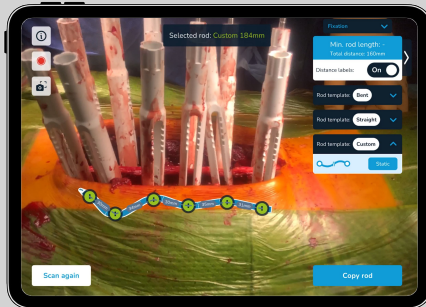 Selected rod: Custom 184mm
Fixation
Min. rod length: -
Total distance: 160mm
Distance labels: On
Rod template: Bent
Rod template: Straight
Rod template: Custom
Static
Scan again
Copy rod